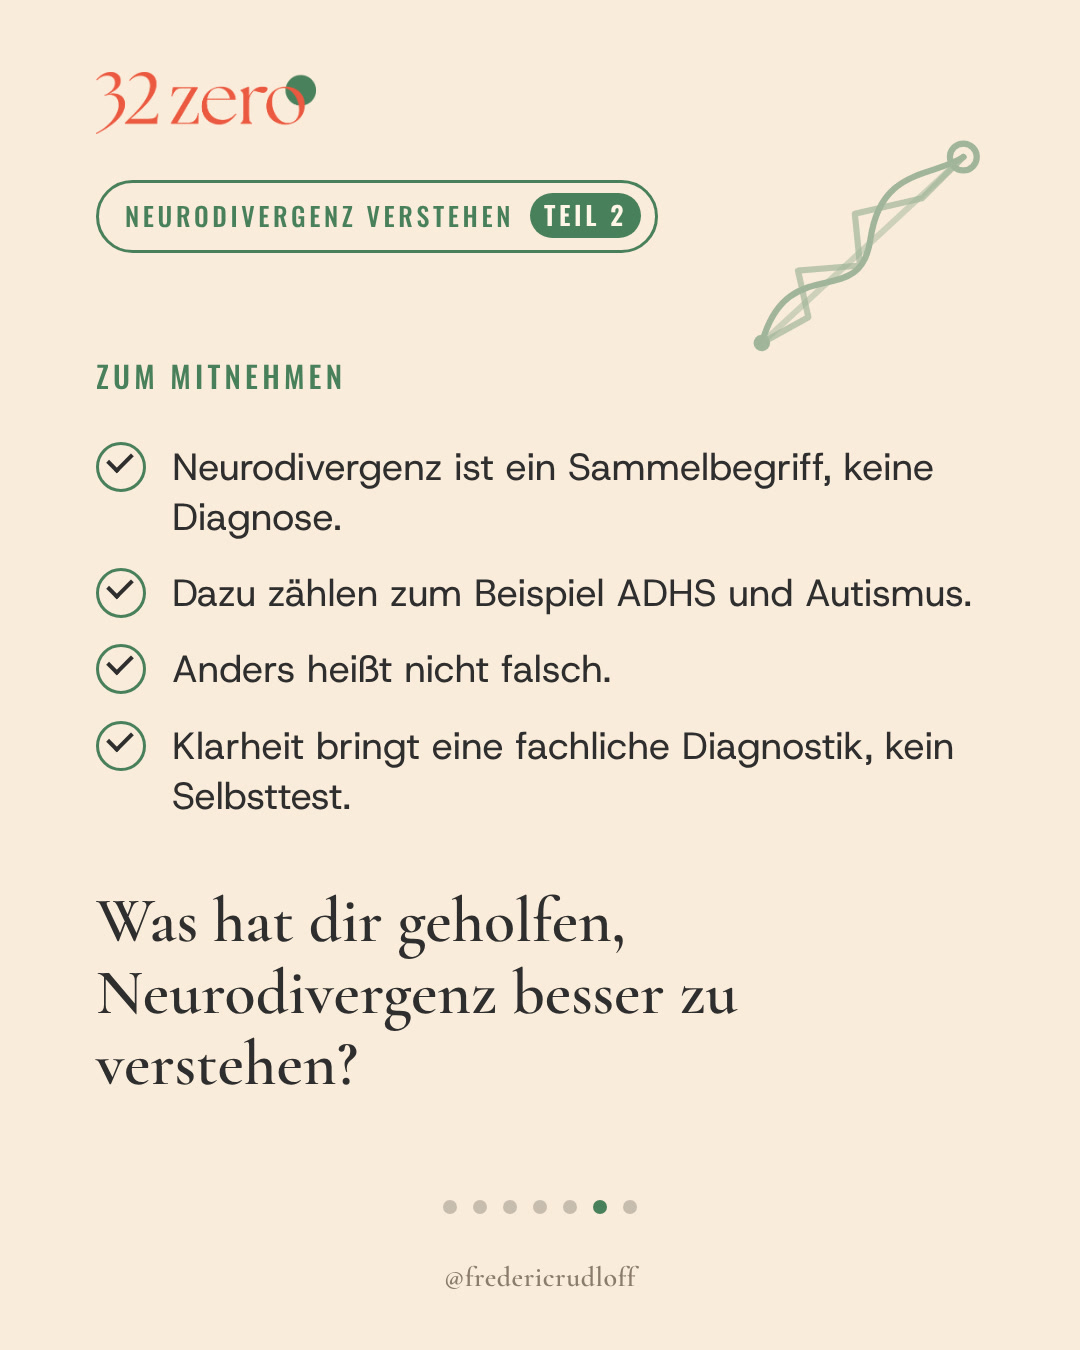 32 zero
NEURODIVERGENZ VERSTEHEN TEIL 2
ZUM MITNEHMEN
Neurodivergenz ist ein Sammelbegriff, keine
Diagnose.
Dazu zählen zum Beispiel ADHS und Autismus.
Anders heißt nicht falsch.
Klarheit bringt eine fachliche Diagnostik, kein
Selbsttest.
Was hat dir geholfen,
Neurodivergenz besser zu
verstehen?
@fredericrudloff